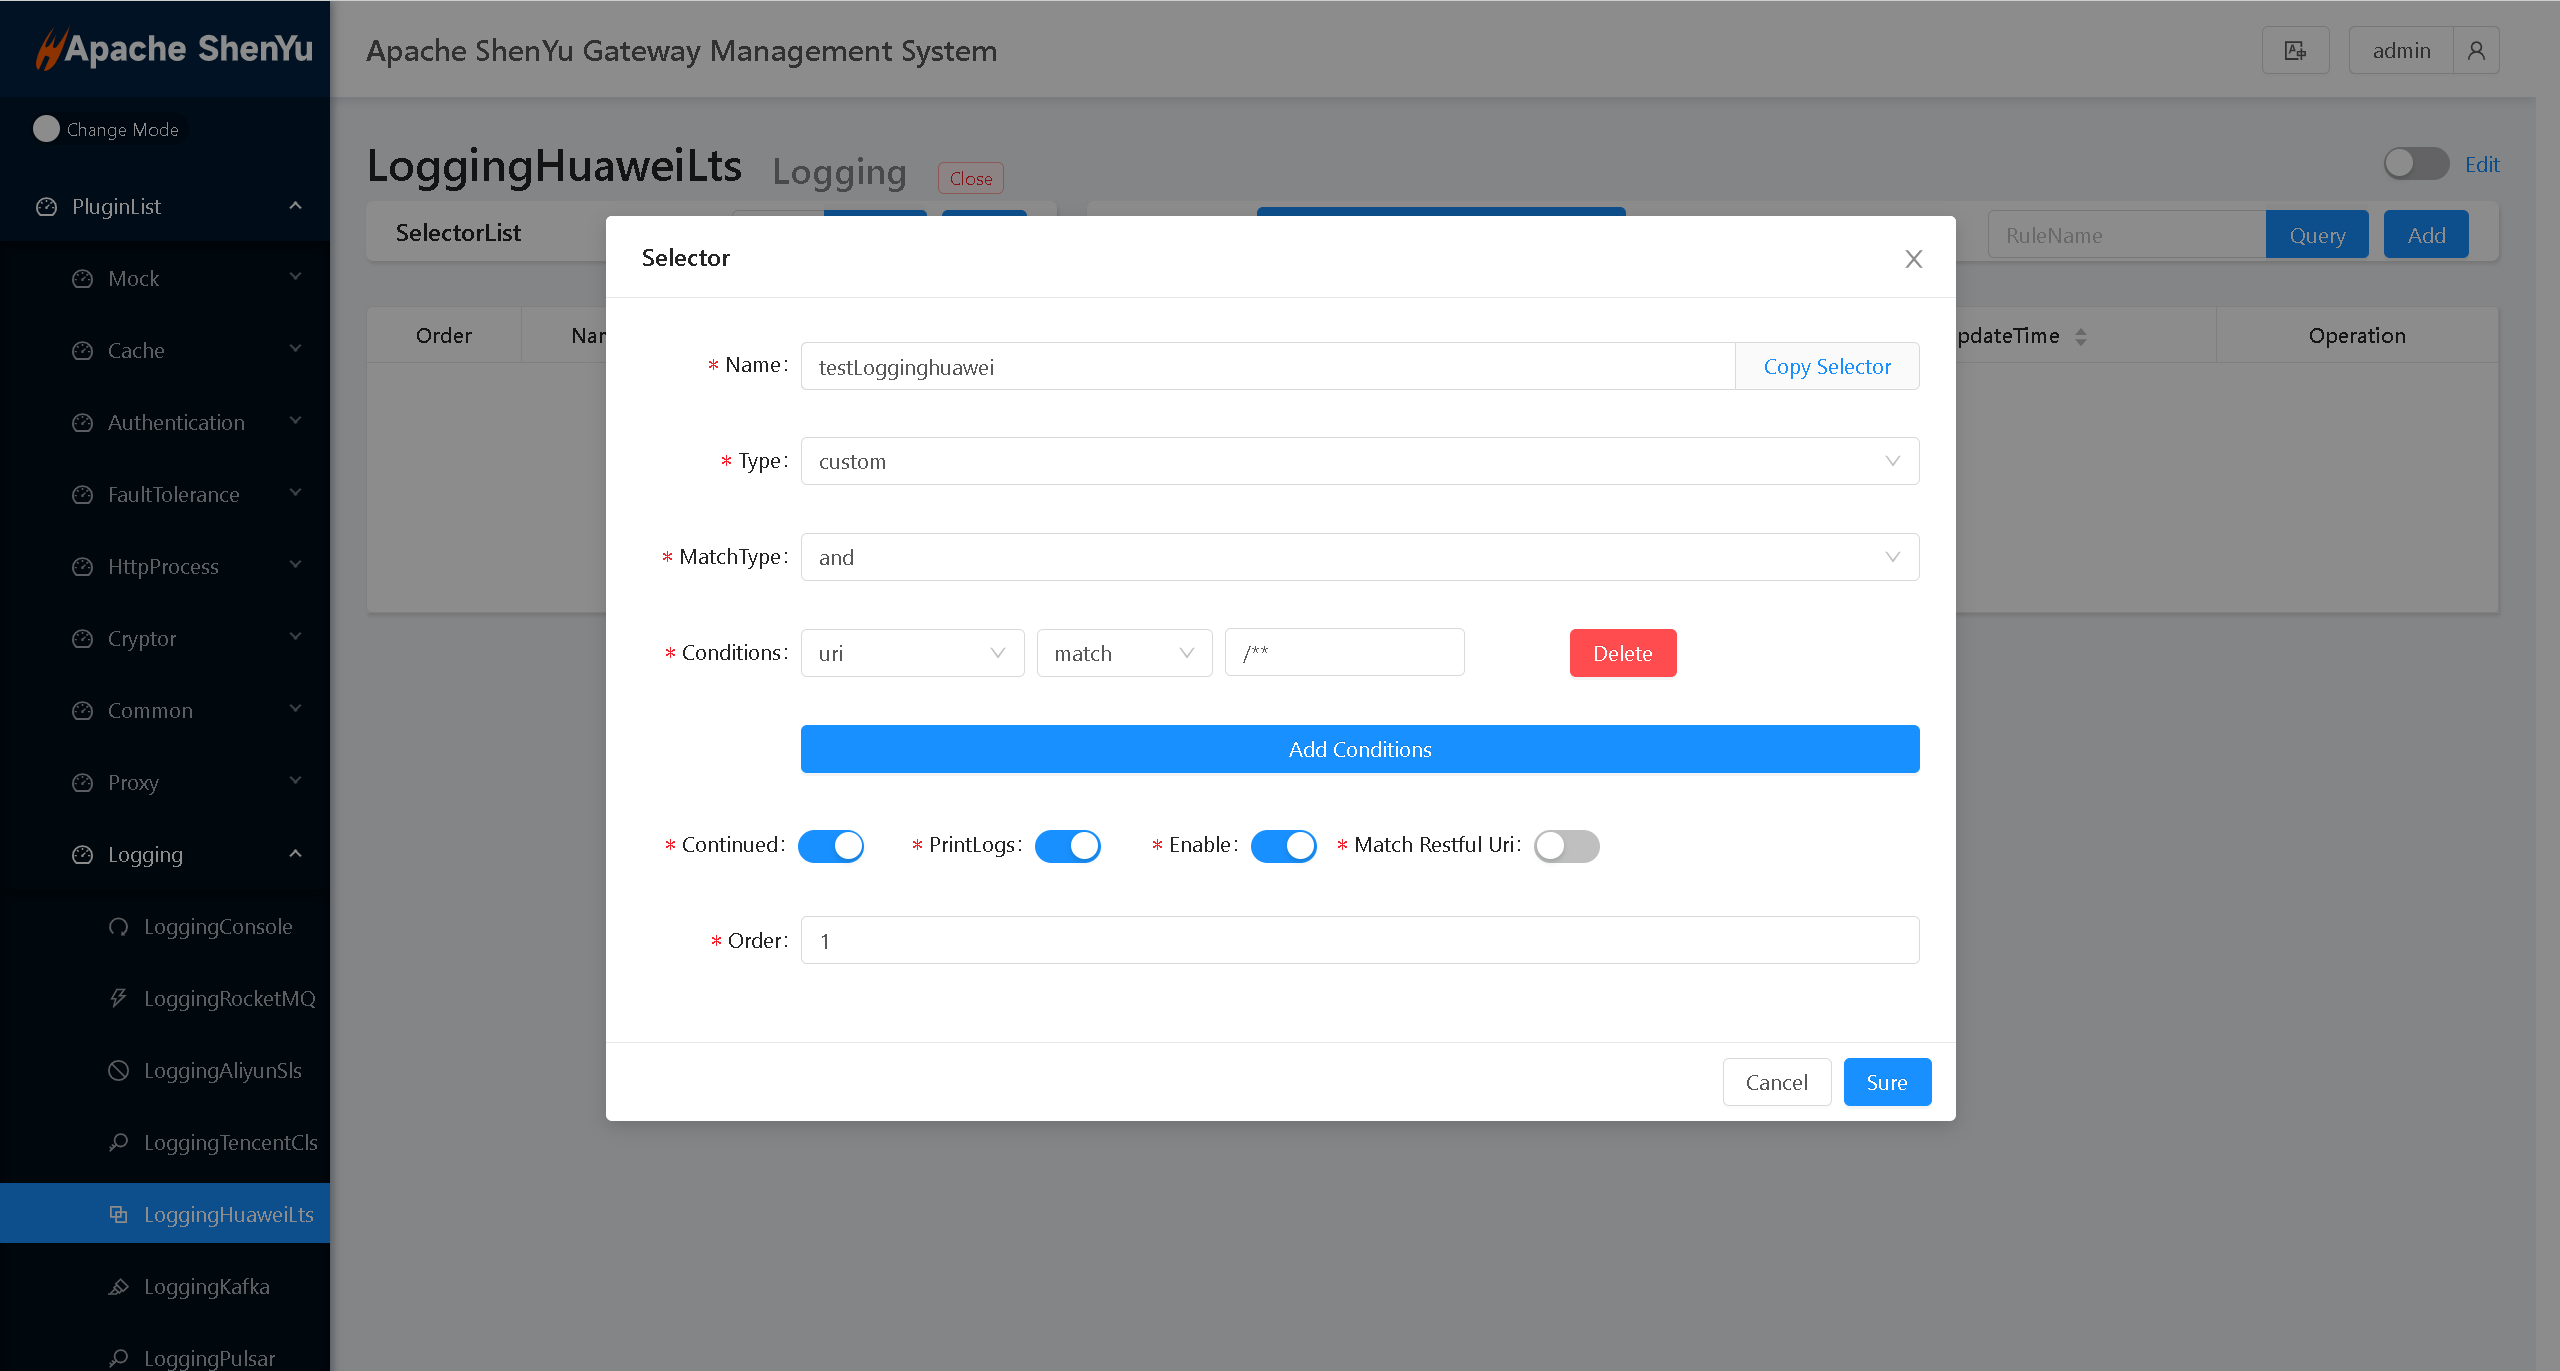 Apache ShenYu
Apache ShenYu Gateway Management System
admin
Change Mode
PluginList
Mock
Cache
Authentication
FaultTolerance
HttpProcess
Cryptor
Common
Proxy
Logging
LoggingConsole
LoggingRocketMQ
LoggingAliyunSls
LoggingTencentCls
LoggingHuaweiLts
LoggingKafka
LoggingPulsar
LoggingHuaweiLts Logging Close
Edit
SelectorList
RuleName Query Add
Order Nar
pdateTime Operation
Selector
* Name: testLogginghuawei Copy Selector
* Type: custom
* MatchType: and
* Conditions: uri match /** Delete
Add Conditions
* Continued: * PrintLogs: * Enable: * Match Restful Uri:
* Order: 1
Cancel Sure